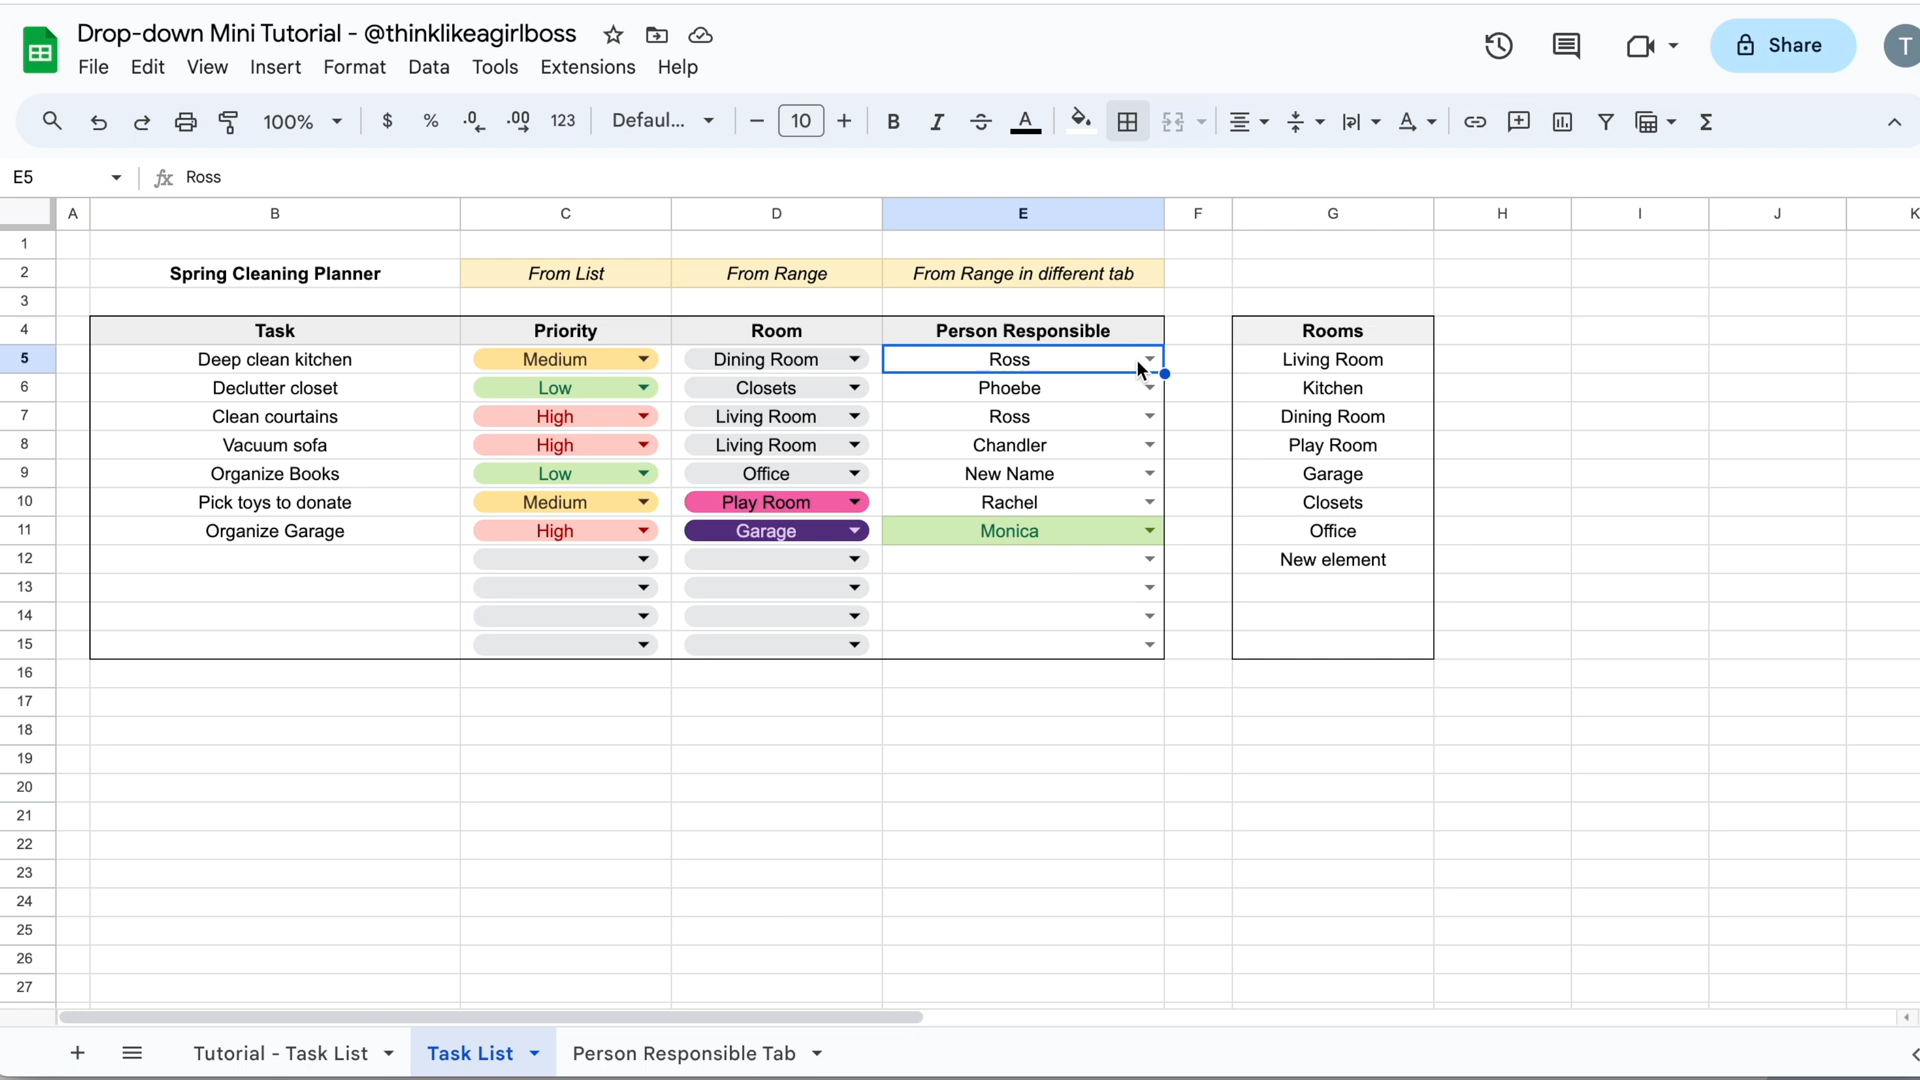 Drop-down Mini Tutorial - @thinklikeagirlboss
File Edit View Insert Format Data Tools Extensions Help
Share T
100% $ % .0 .00 123 Defaul... − 10 + B I S A Σ
E5 fx Ross
A B C D E F G H I J K
1
2 Spring Cleaning Planner From List From Range From Range in different tab
3
4 Task Priority Room Person Responsible Rooms
5 Deep clean kitchen Medium Dining Room Ross Living Room
6 Declutter closet Low Closets Phoebe Kitchen
7 Clean courtains High Living Room Ross Dining Room
8 Vacuum sofa High Living Room Chandler Play Room
9 Organize Books Low Office New Name Garage
10 Pick toys to donate Medium Play Room Rachel Closets
11 Organize Garage High Garage Monica Office
12 New element
13
14
15
16
17
18
19
20
21
22
23
24
25
26
27
+ Tutorial - Task List Task List Person Responsible Tab